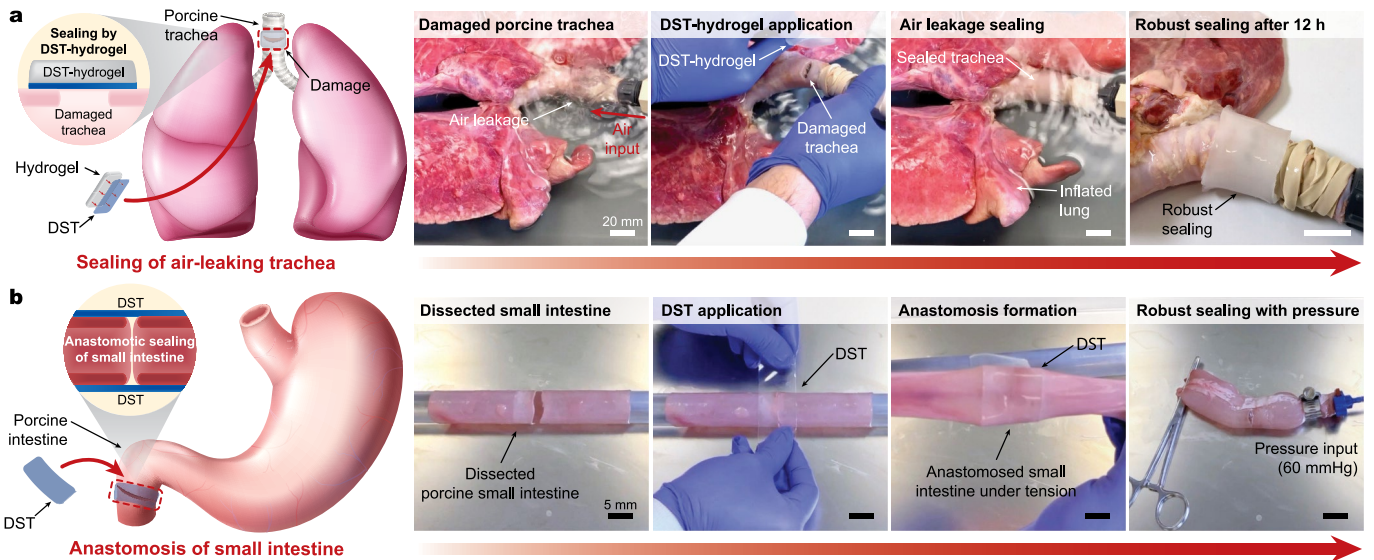 a
Porcine
trachea
Sealing by
DST-hydrogel
DST-hydrogel
Damaged
trachea
Damage
Hydrogel
DST
Sealing of air-leaking trachea
Damaged porcine trachea
Air leakage
Air
input
20 mm
DST-hydrogel application
DST-hydrogel
Damaged
trachea
Air leakage sealing
Sealed trachea
Inflated
lung
Robust sealing after 12 h
Robust
sealing
b
DST
Anastomotic sealing
of small intestine
DST
Porcine
intestine
DST
Anastomosis of small intestine
Dissected small intestine
Dissected
porcine small intestine
5 mm
DST application
DST
Anastomosis formation
DST
Anastomosed small
intestine under tension
Robust sealing with pressure
Pressure input
(60 mmHg)